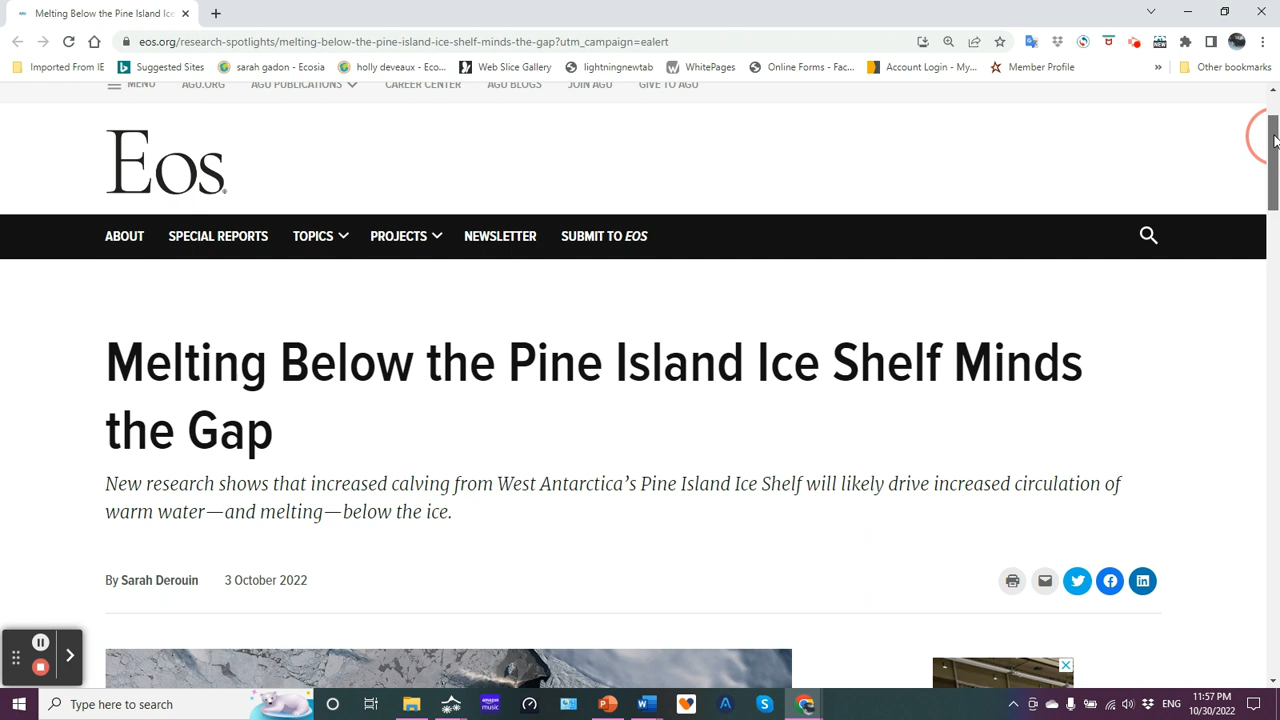 Melting Below the Pine Island Ice
eos.org/research-spotlights/melting-below-the-pine-island-ice-shelf-minds-the-gap?utm_campaign=ealert
Imported From IE Suggested Sites sarah gadon - Ecosia holly deveaux - Eco... Web Slice Gallery lightningnewtab WhitePages Online Forms - Fac... Account Login - My... Member Profile » Other bookmarks
MENU AGU.ORG AGU PUBLICATIONS CAREER CENTER AGU BLOGS JOIN AGU GIVE TO AGU
Eos
ABOUT SPECIAL REPORTS TOPICS PROJECTS NEWSLETTER SUBMIT TO EOS
Melting Below the Pine Island Ice Shelf Minds
the Gap
New research shows that increased calving from West Antarctica's Pine Island Ice Shelf will likely drive increased circulation of
warm water—and melting—below the ice.
By Sarah Derouin 3 October 2022
Type here to search
ENG
11:57 PM
10/30/2022